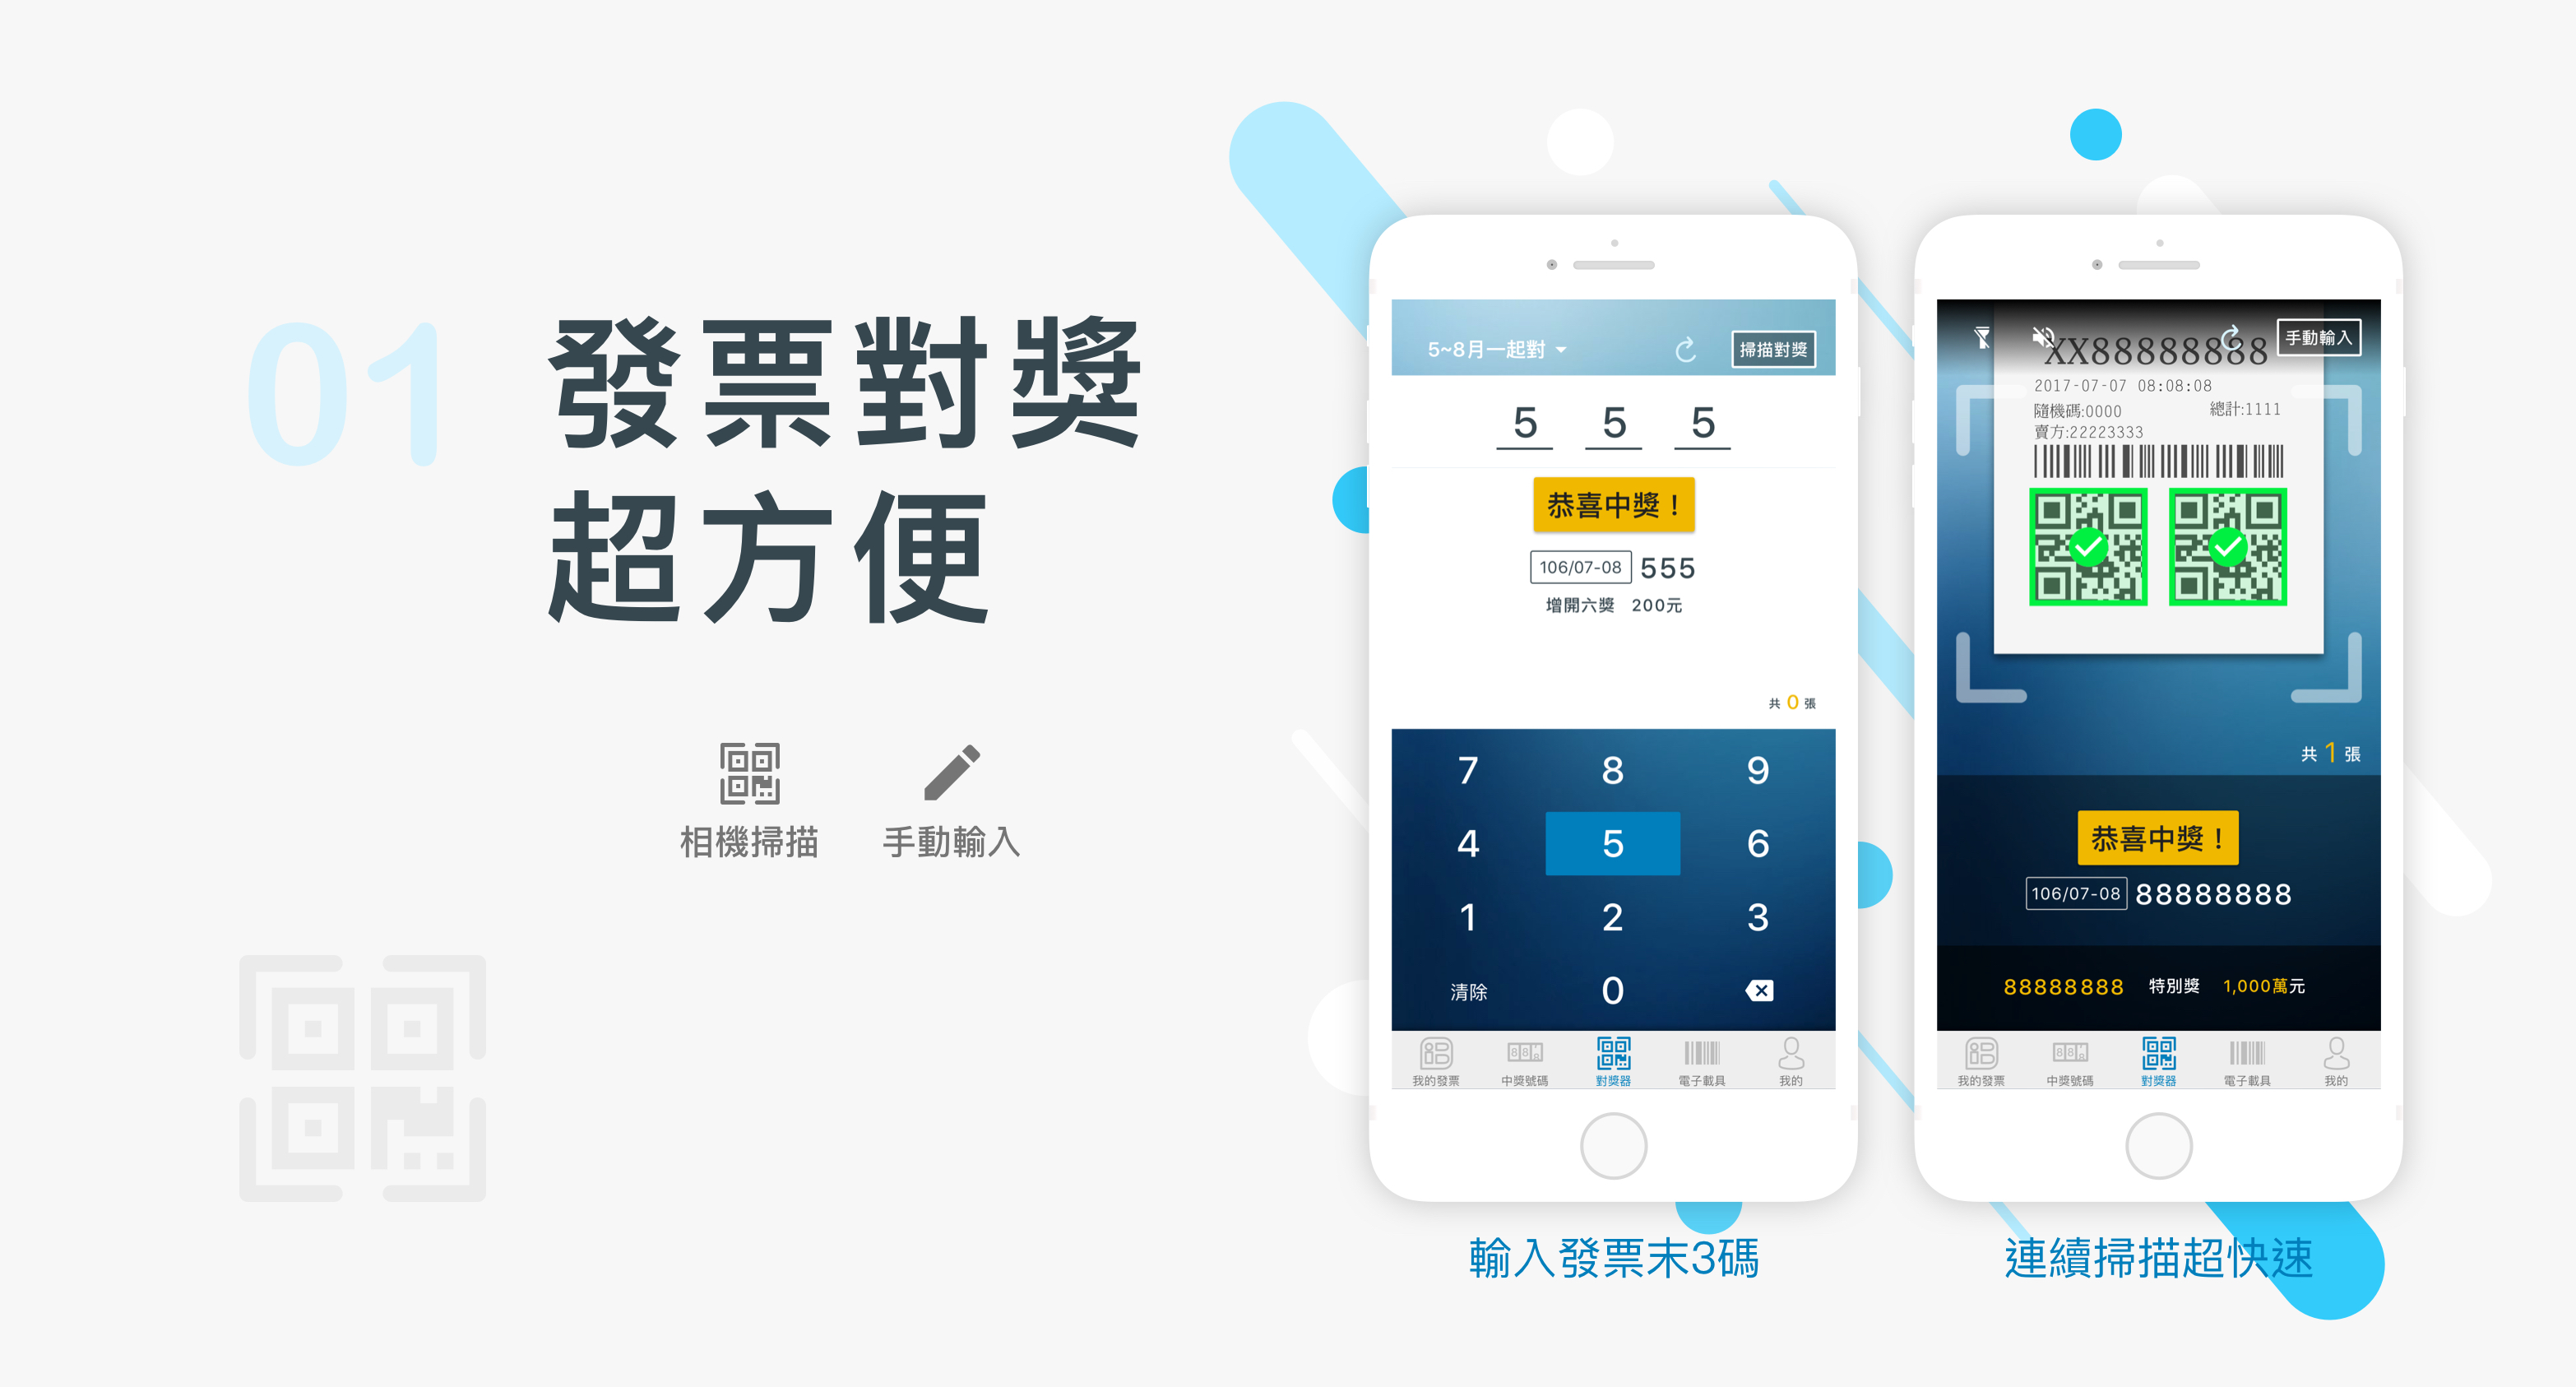 01
發票對獎
超方便
相機掃描
手動輸入
5~8月一起對
掃描對獎
5 5 5
恭喜中獎！
106/07-08 555
增開六獎 200元
共 0 張
7 8 9
4 5 6
1 2 3
清除 0
我的發票 中獎號碼 對獎器 電子載具 我的
輸入發票末3碼
手動輸入
XX88888888
2017-07-07 08:08:08
隨機碼:0000 總計:1111
賣方:22223333
共 1 張
恭喜中獎！
106/07-08 88888888
88888888 特別獎 1,000萬元
我的發票 中獎號碼 對獎器 電子載具 我的
連續掃描超快速